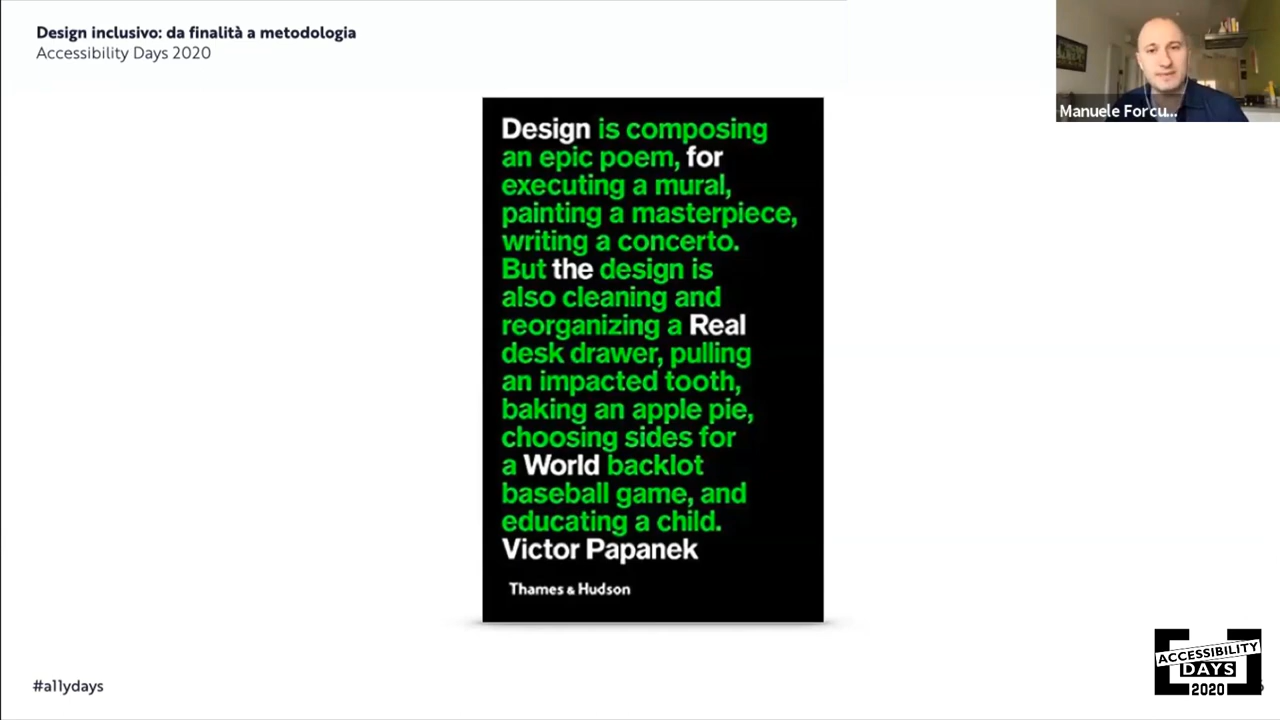 Design inclusivo: da finalità a metodologia
Accessibility Days 2020
Manuele Forcu...
Design is composing
an epic poem, for
executing a mural,
painting a masterpiece,
writing a concerto.
But the design is
also cleaning and
reorganizing a Real
desk drawer, pulling
an impacted tooth,
baking an apple pie,
choosing sides for
a World backlot
baseball game, and
educating a child.
Victor Papanek
Thames & Hudson
#a11ydays
ACCESSIBILITY
DAYS
2020